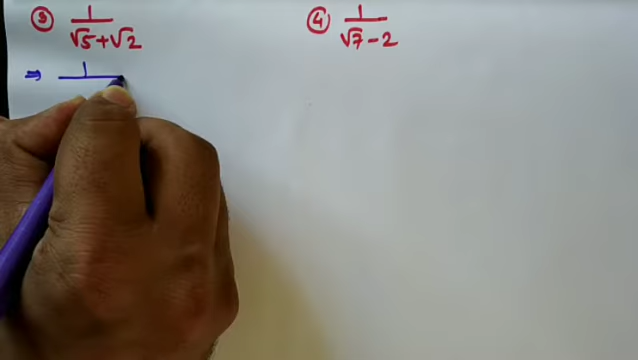 ③ 1/(√5+√2)
④ 1/(√7-2)
⇒ 1/